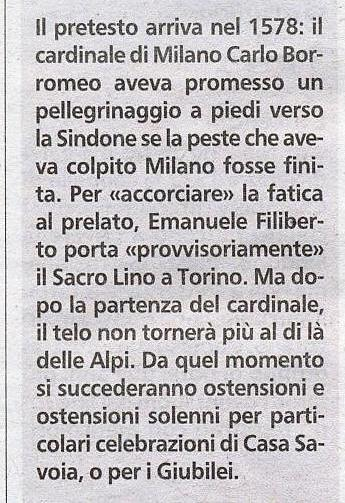 Il pretesto arriva nel 1578: il
cardinale di Milano Carlo Bor-
romeo aveva promesso un
pellegrinaggio a piedi verso
la Sindone se la peste che ave-
va colpito Milano fosse fini-
ta. Per «accorciare» la fatica
al prelato, Emanuele Filiber-
to porta «provvisoriamente»
il Sacro Lino a Torino. Ma do-
po la partenza del cardinale,
il telo non tornerà più al di là
delle Alpi. Da quel momento
si succederanno ostensioni e
ostensioni solenni per parti-
colari celebrazioni di Casa Sa-
voia, o per i Giubilei.